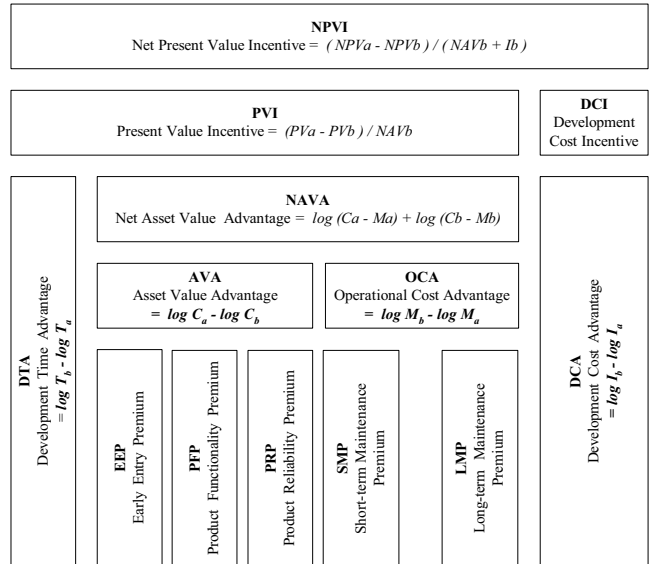 NPVI
Net Present Value Incentive = ( NPVa - NPVb ) / ( NAVb + Ib )
PVI
Present Value Incentive = (PVa - PVb ) / NAVb
DCI
Development
Cost Incentive
NAVA
Net Asset Value Advantage = log (Ca - Ma) + log (Cb - Mb)
AVA
Asset Value Advantage
= log Ca - log Cb
OCA
Operational Cost Advantage
= log Mb - log Ma
DTA
Development Time Advantage
= log Tb - log Ta
EEP
Early Entry Premium
PFP
Product Functionality Premium
PRP
Product Reliability Premium
SMP
Short-term Maintenance
Premium
LMP
Long-term Maintenance
Premium
DCA
Development Cost Advantage
= log Ib - log Ia